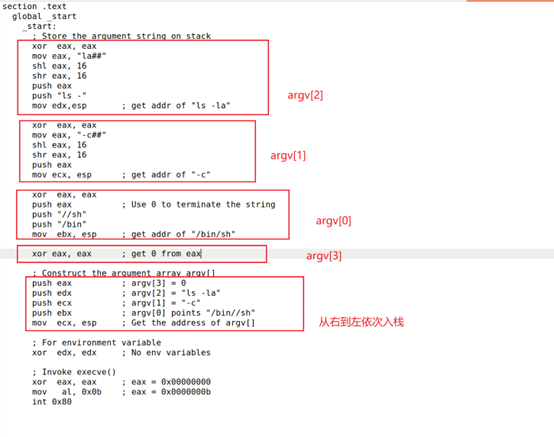 section .text
global _start
_start:
; Store the argument string on stack
xor eax, eax
mov eax, "la##"
shl eax, 16
shr eax, 16
push eax
push "ls -"
mov edx,esp ; get addr of "ls -la"
argv[2]
xor eax, eax
mov eax, "-c##"
shl eax, 16
shr eax, 16
push eax
mov ecx, esp ; get addr of "-c"
argv[1]
xor eax, eax
push eax ; Use 0 to terminate the string
push "//sh"
push "/bin"
mov ebx, esp ; get addr of "/bin/sh"
argv[0]
xor eax, eax ; get 0 from eax
argv[3]
; Construct the argument array argv[]
push eax ; argv[3] = 0
push edx ; argv[2] = "ls -la"
push ecx ; argv[1] = "-c"
push ebx ; argv[0] points "/bin//sh"
mov ecx, esp ; Get the address of argv[]
从右到左依次入栈
; For environment variable
xor edx, edx ; No env variables
; Invoke execve()
xor eax, eax ; eax = 0x00000000
mov al, 0x0b ; eax = 0x0000000b
int 0x80